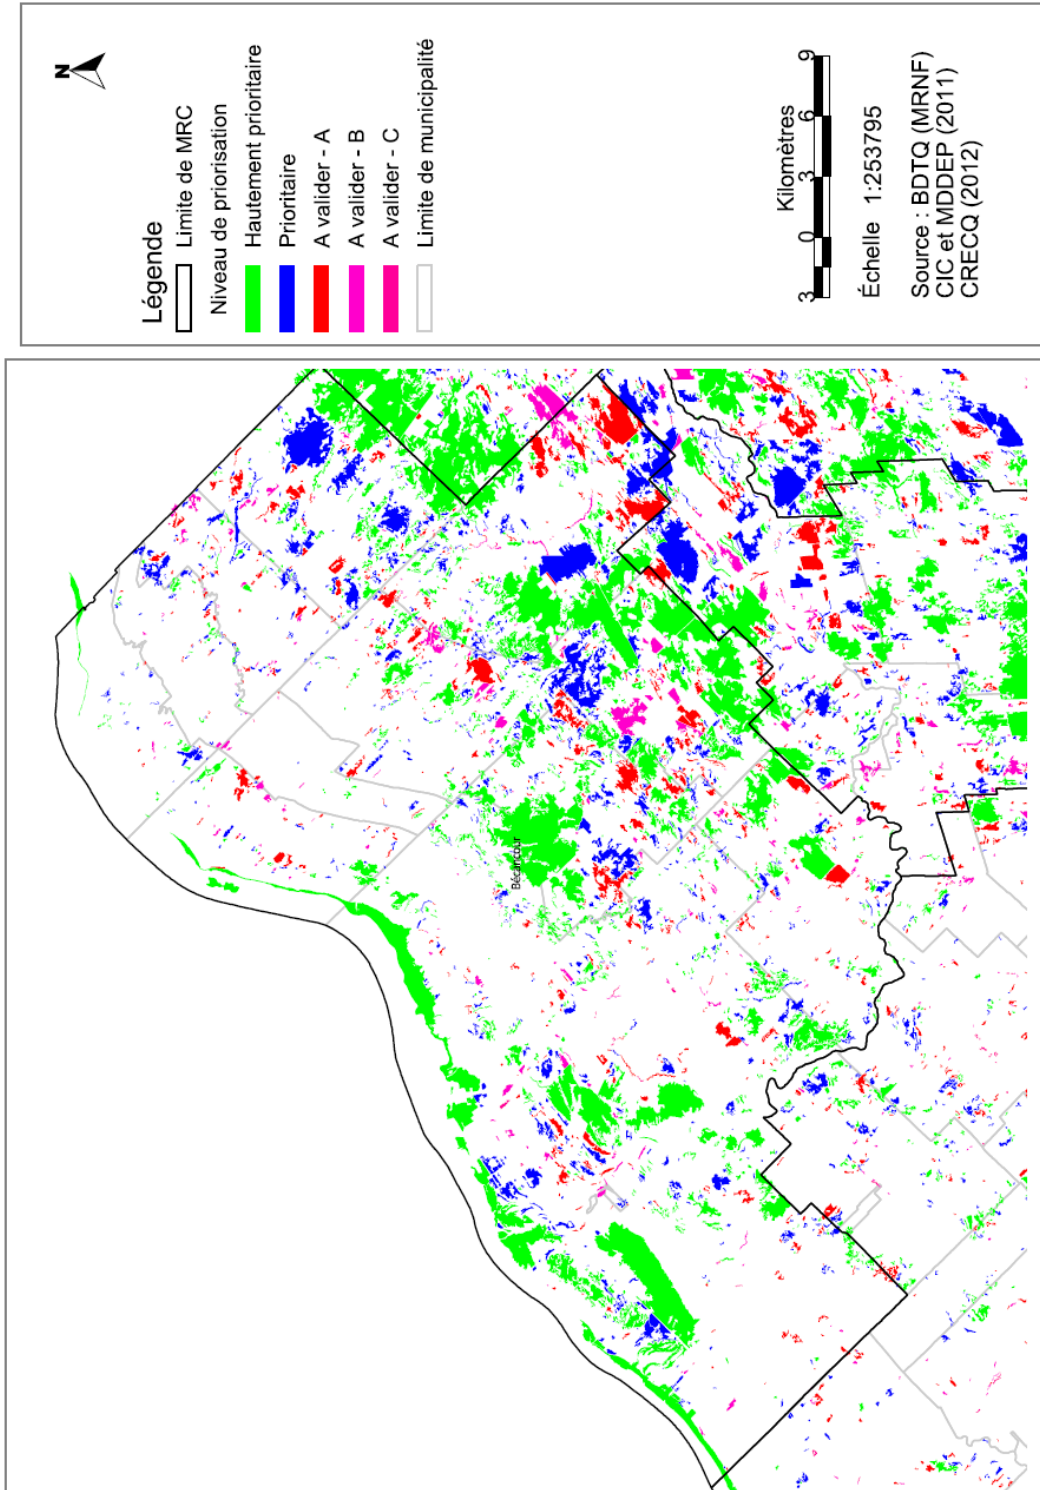 N
Légende
Limite de MRC
Niveau de priorisation
Hautement prioritaire
Prioritaire
A valider - A
A valider - B
A valider - C
Limite de municipalité
Kilomètres
3 0 3 6 9
Échelle 1:253795
Source : BDTQ (MRNF)
CIC et MDDEP (2011)
CRECQ (2012)
Bécancour